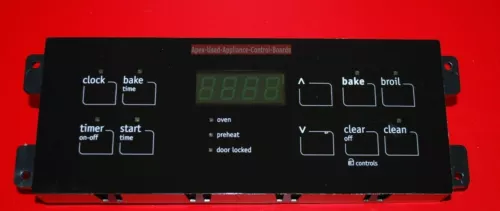 Apex-Used-Appliance-Control-Boards
clock
bake
time
8888
bake
broil
oven
preheat
door locked
timer
on-off
start
time
clear
off
clean
controls